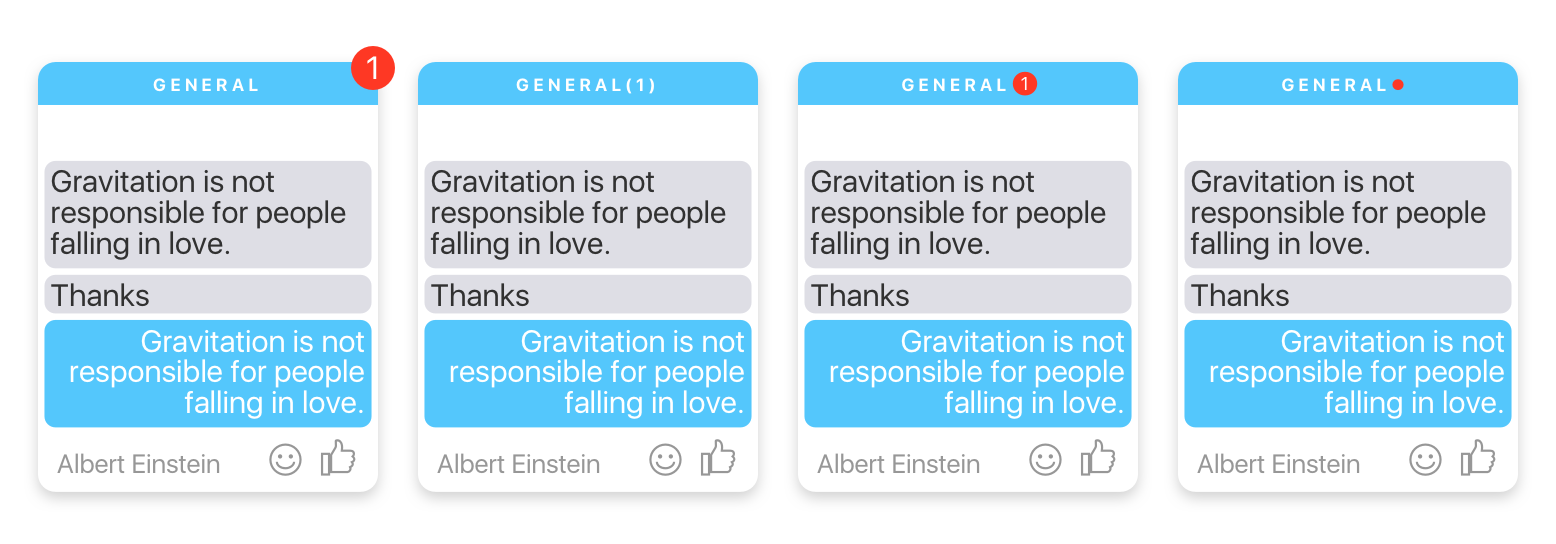 GENERAL
1
Gravitation is not
responsible for people
falling in love.
Thanks
Gravitation is not
responsible for people
falling in love.
Albert Einstein
GENERAL(1)
Gravitation is not
responsible for people
falling in love.
Thanks
Gravitation is not
responsible for people
falling in love.
Albert Einstein
GENERAL 1
Gravitation is not
responsible for people
falling in love.
Thanks
Gravitation is not
responsible for people
falling in love.
Albert Einstein
GENERAL
Gravitation is not
responsible for people
falling in love.
Thanks
Gravitation is not
responsible for people
falling in love.
Albert Einstein